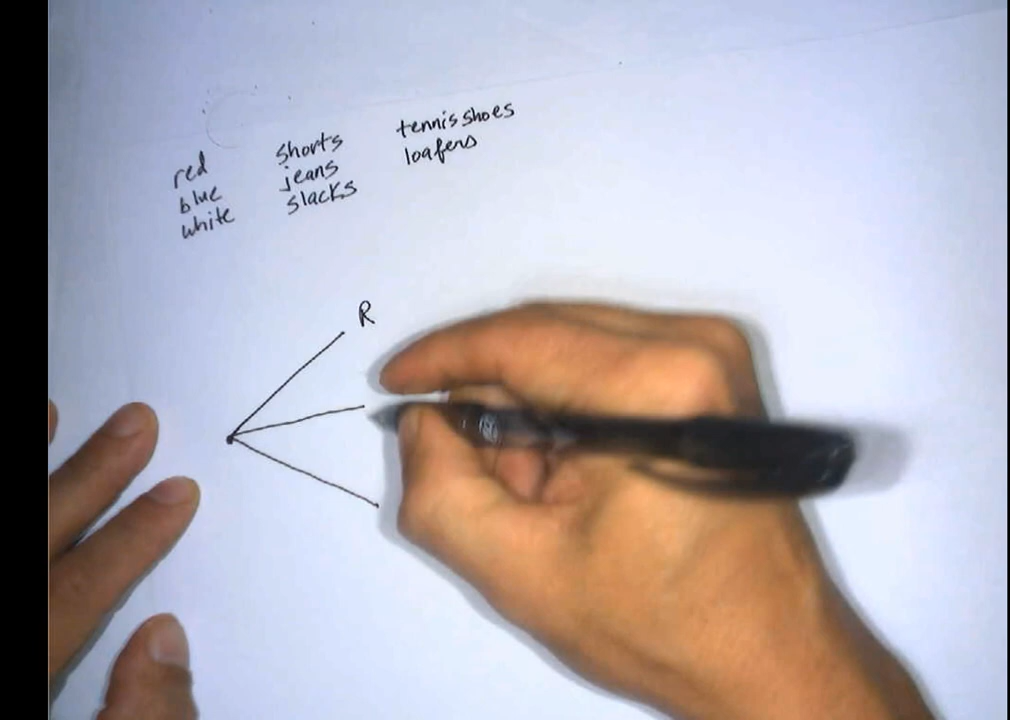 red
blue
white
shorts
jeans
slacks
tennis shoes
loafers
R